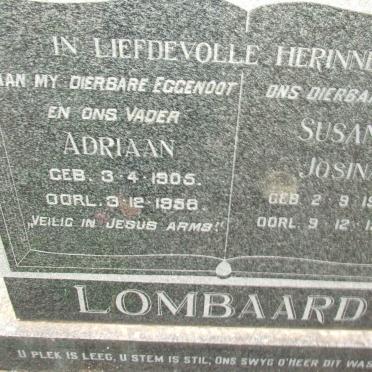 IN LIEFDEVOLLE HERINNE
AAN MY DIERBARE EGGENOOT
EN ONS VADER
ADRIAAN
GEB. 3-4-1905.
OORL. 3-12-1956.
„VEILIG IN JESUS ARMS!"
ONS DIERBA
SUSAN
JOSINA
GEB. 2-9-19
OORL. 9-12-1
LOMBAARD
U PLEK IS LEEG, U STEM IS STIL, ONS SWYG O'HEER DIT WAS